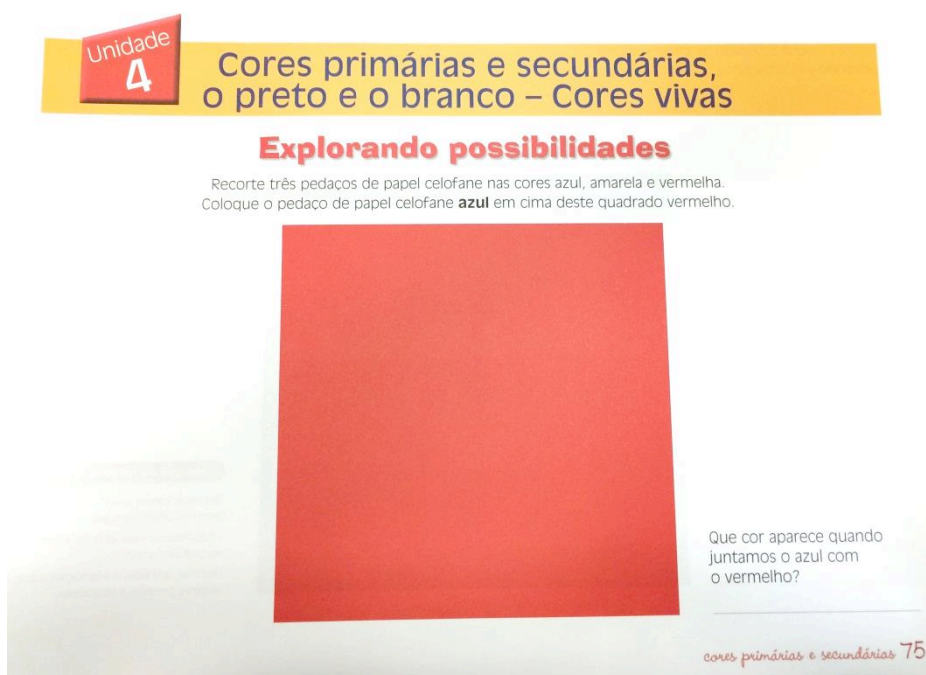 Unidade
4
Cores primárias e secundárias,
o preto e o branco – Cores vivas
Explorando possibilidades
Recorte três pedaços de papel celofane nas cores azul, amarela e vermelha.
Coloque o pedaço de papel celofane azul em cima deste quadrado vermelho.
Que cor aparece quando
juntamos o azul com
o vermelho?
cores primárias e secundárias 75